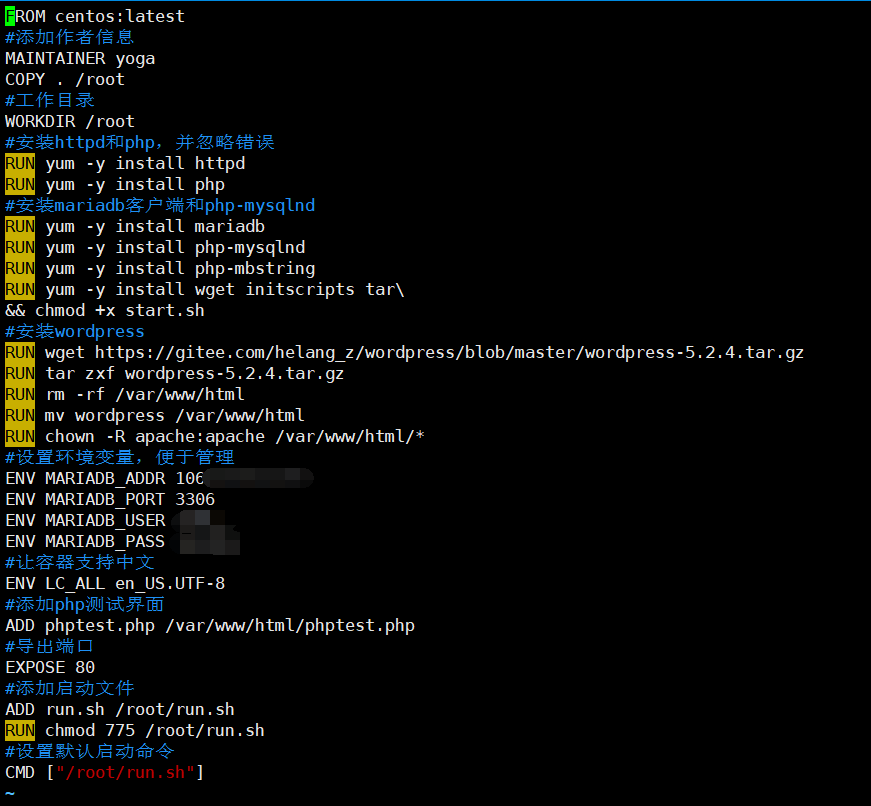 FROM centos:latest
#添加作者信息
MAINTAINER yoga
COPY . /root
#工作目录
WORKDIR /root
#安装httpd和php，并忽略错误
RUN yum -y install httpd
RUN yum -y install php
#安装mariadb客户端和php-mysqlnd
RUN yum -y install mariadb
RUN yum -y install php-mysqlnd
RUN yum -y install php-mbstring
RUN yum -y install wget initscripts tar\
&& chmod +x start.sh
#安装wordpress
RUN wget https://gitee.com/helang_z/wordpress/blob/master/wordpress-5.2.4.tar.gz
RUN tar zxf wordpress-5.2.4.tar.gz
RUN rm -rf /var/www/html
RUN mv wordpress /var/www/html
RUN chown -R apache:apache /var/www/html/*
#设置环境变量，便于管理
ENV MARIADB_ADDR 106
ENV MARIADB_PORT 3306
ENV MARIADB_USER
ENV MARIADB_PASS
#让容器支持中文
ENV LC_ALL en_US.UTF-8
#添加php测试界面
ADD phptest.php /var/www/html/phptest.php
#导出端口
EXPOSE 80
#添加启动文件
ADD run.sh /root/run.sh
RUN chmod 775 /root/run.sh
#设置默认启动命令
CMD ["/root/run.sh"]
~